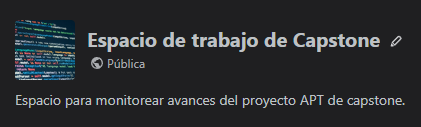 Espacio de trabajo de Capstone
Pública
Espacio para monitorear avances del proyecto APT de capstone.